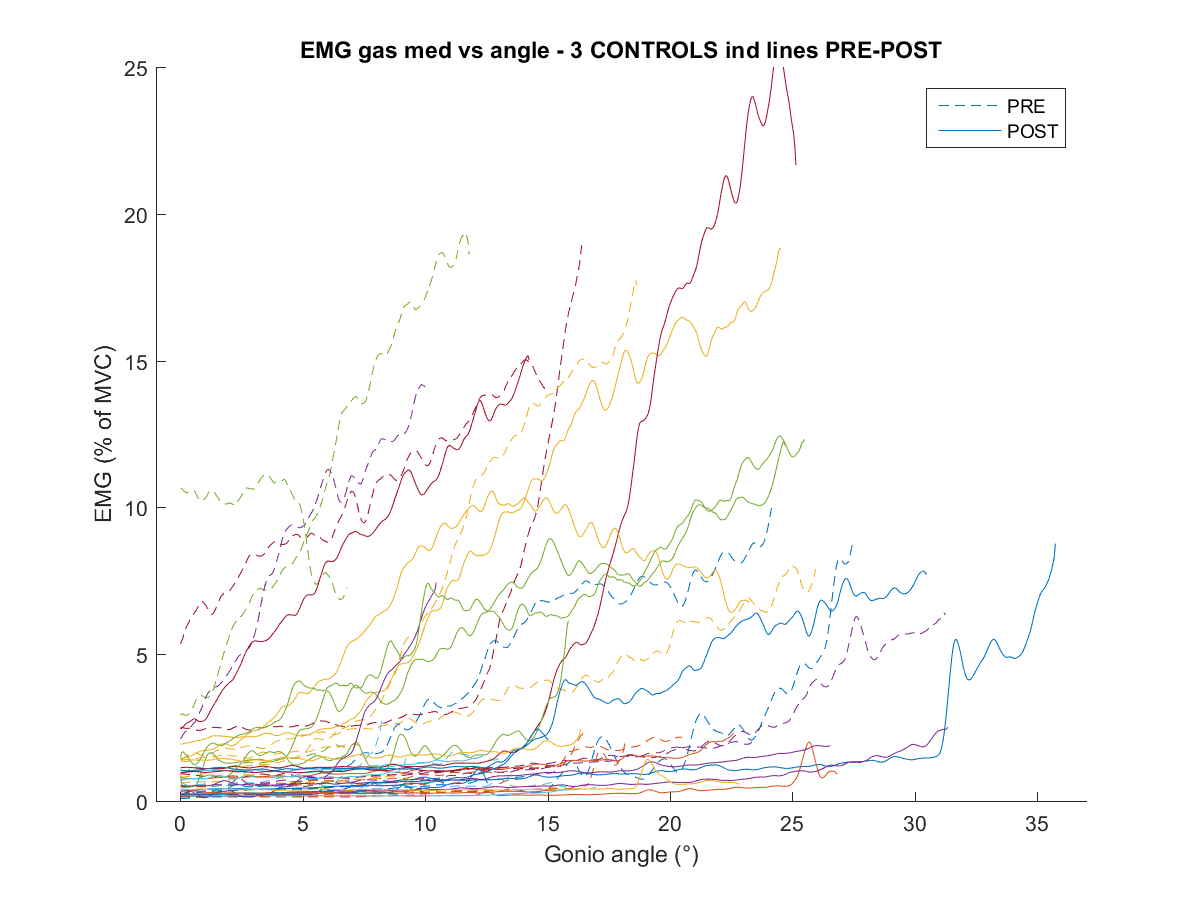 EMG gas med vs angle - 3 CONTROLS ind lines PRE-POST
25
20
15
10
5
0
EMG (% of MVC)
PRE
POST
0 5 10 15 20 25 30 35
Gonio angle (°)